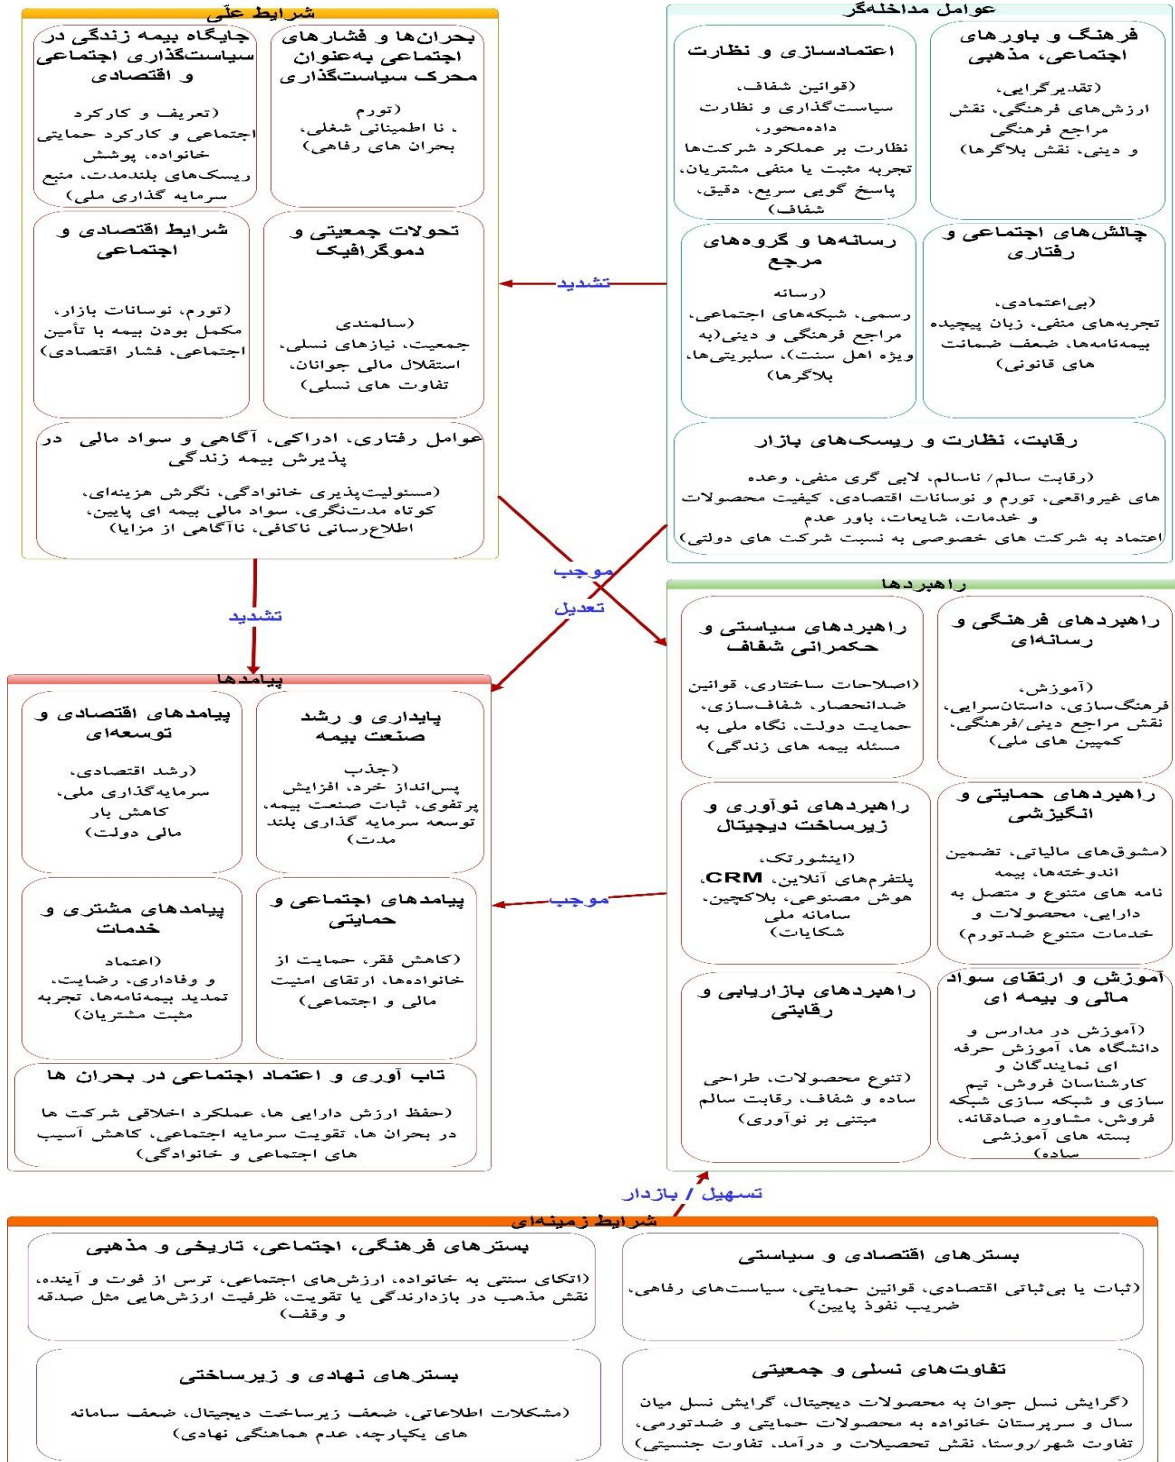 عوامل مداخله‌گر
فرهنگ و باورهای
اجتماعی، مذهبی
(تقدیرگرایی،
ارزش‌های فرهنگی، نقش
مراجع فرهنگی
و دینی، نقش بلاگرها)
اعتمادسازی و نظارت
(قوانین شفاف،
سیاست‌گذاری و نظارت
داده‌محور،
نظارت بر عملکرد شرکت‌ها
تجربه مثبت یا منفی مشتریان،
پاسخ گویی سریع، دقیق،
شفاف)
چالش‌های اجتماعی و
رفتاری
(بی‌اعتمادی،
تجربه‌های منفی، زبان پیچیده
بیمه‌نامه‌ها، ضعف ضمانت
های قانونی)
رسانه‌ها و گروه‌های
مرجع
(رسانه
رسمی، شبکه‌های اجتماعی،
مراجع فرهنگی و دینی(به
ویژه اهل سنت)، سلبریتی‌ها،
بلاگرها)
رقابت، نظارت و ریسک‌های بازار
(رقابت سالم/ ناسالم، لابی گری منفی، وعده
های غیرواقعی، تورم و نوسانات اقتصادی، کیفیت محصولات
و خدمات، شایعات، باور عدم
اعتماد به شرکت های خصوصی به نسبت شرکت های دولتی)
شرایط علّی
بحران‌ها و فشارهای
اجتماعی به‌عنوان
محرک سیاست‌گذاری
(تورم
، نا اطمینانی شغلی،
بحران های رفاهی)
جایگاه بیمه زندگی در
سیاست‌گذاری اجتماعی
و اقتصادی
(تعریف و کارکرد
اجتماعی و کارکرد حمایتی
خانواده، پوشش
ریسک‌های بلندمدت، منبع
سرمایه گذاری ملی)
تحولات جمعیتی و
دموگرافیک
(سالمندی
جمعیت، نیازهای نسلی،
استقلال مالی جوانان،
تفاوت های نسلی)
شرایط اقتصادی و
اجتماعی
(تورم، نوسانات بازار،
مکمل بودن بیمه با تأمین
اجتماعی، فشار اقتصادی)
عوامل رفتاری، ادراکی، آگاهی و سواد مالی در
پذیرش بیمه زندگی
(مسئولیت‌پذیری خانوادگی، نگرش هزینه‌ای،
کوتاه مدت‌نگری، سواد مالی بیمه ای پایین،
اطلاع‌رسانی ناکافی، ناآگاهی از مزایا)
تشدید
موجب
تعدیل
تشدید
راهبردها
راهبردهای فرهنگی و
رسانه‌ای
(آموزش،
فرهنگ‌سازی، داستان‌سرایی،
نقش مراجع دینی/فرهنگی،
کمپین های ملی)
راهبردهای سیاستی و
حکمرانی شفاف
(اصلاحات ساختاری، قوانین
ضدانحصار، شفاف‌سازی،
حمایت دولت، نگاه ملی به
مسئله بیمه های زندگی)
راهبردهای حمایتی و
انگیزشی
(مشوق‌های مالیاتی، تضمین
اندوخته‌ها، بیمه
نامه های متنوع و متصل به
دارایی، محصولات و
خدمات متنوع ضدتورم)
راهبردهای نوآوری و
زیرساخت دیجیتال
(اینشورتک،
پلتفرم‌های آنلاین، CRM،
هوش مصنوعی، بلاکچین،
سامانه ملی
شکایات)
آموزش و ارتقای سواد
مالی و بیمه ای
(آموزش در مدارس و
دانشگاه ها، آموزش حرفه
ای نمایندگان و
کارشناسان فروش، تیم
سازی و شبکه سازی شبکه
فروش، مشاوره صادقانه،
بسته های آموزشی
ساده)
راهبردهای بازاریابی و
رقابتی
(تنوع محصولات، طراحی
ساده و شفاف، رقابت سالم
مبتنی بر نوآوری)
پیامدها
پایداری و رشد
صنعت بیمه
(جذب
پس‌انداز خرد، افزایش
پرتفوی، ثبات صنعت بیمه،
توسعه سرمایه گذاری بلند
مدت)
پیامدهای اقتصادی و
توسعه‌ای
(رشد اقتصادی،
سرمایه‌گذاری ملی،
کاهش بار
مالی دولت)
پیامدهای اجتماعی و
حمایتی
(کاهش فقر، حمایت از
خانواده‌ها، ارتقای امنیت
مالی و اجتماعی)
پیامدهای مشتری و
خدمات
(اعتماد
و وفاداری، رضایت،
تمدید بیمه‌نامه‌ها، تجربه
مثبت مشتریان)
تاب آوری و اعتماد اجتماعی در بحران ها
(حفظ ارزش دارایی ها، عملکرد اخلاقی شرکت ها
در بحران ها، تقویت سرمایه اجتماعی، کاهش آسیب
های اجتماعی و خانوادگی)
موجب
تسهیل / بازدار
شرایط زمینه‌ای
بسترهای اقتصادی و سیاستی
(ثبات یا بی‌ثباتی اقتصادی، قوانین حمایتی، سیاست‌های رفاهی،
ضریب نفوذ پایین)
بسترهای فرهنگی، اجتماعی، تاریخی و مذهبی
(اتکای سنتی به خانواده، ارزش‌های اجتماعی، ترس از فوت و آینده،
نقش مذهب در بازدارندگی یا تقویت، ظرفیت ارزش‌هایی مثل صدقه
و وقف)
تفاوت‌های نسلی و جمعیتی
(گرایش نسل جوان به محصولات دیجیتال، گرایش نسل میان
سال و سرپرستان خانواده به محصولات حمایتی و ضدتورمی،
تفاوت شهر/روستا، نقش تحصیلات و درآمد، تفاوت جنسیتی)
بسترهای نهادی و زیرساختی
(مشکلات اطلاعاتی، ضعف زیرساخت دیجیتال، ضعف سامانه
های یکپارچه، عدم هماهنگی نهادی)